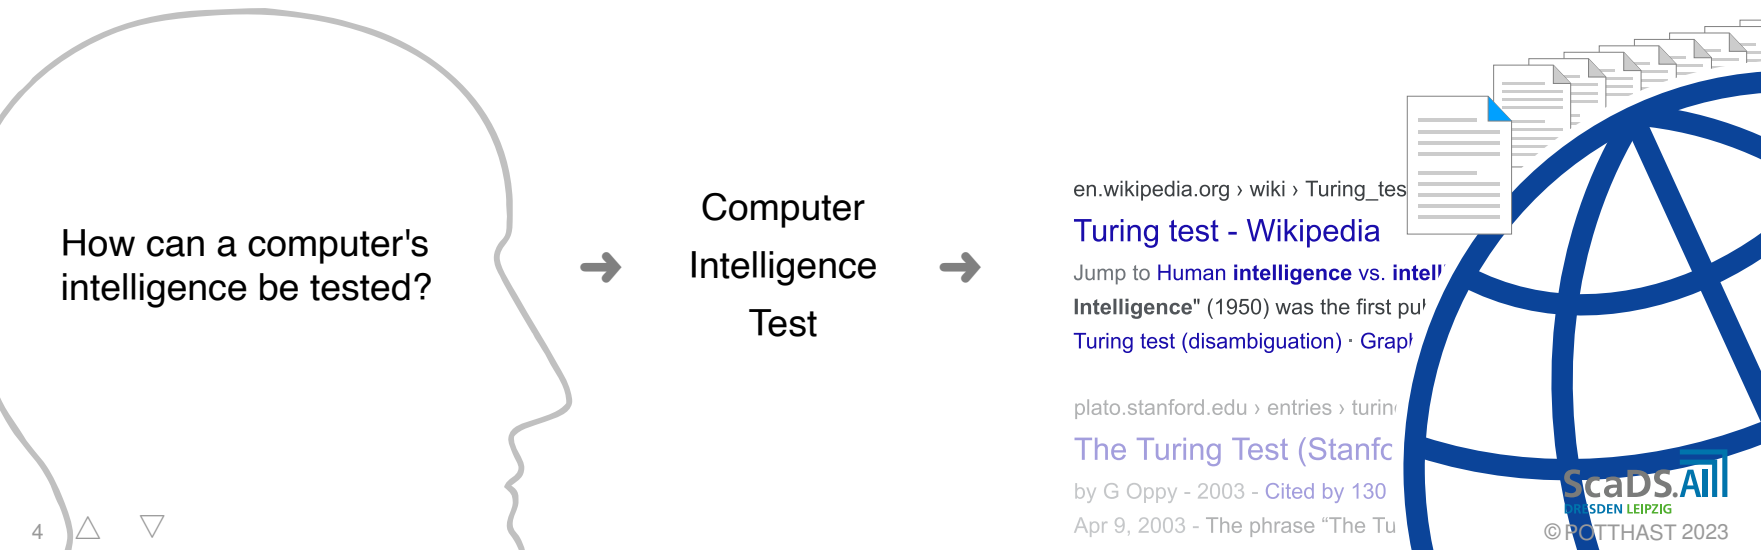 How can a computer's
intelligence be tested?
Computer
Intelligence
Test
en.wikipedia.org › wiki › Turing_tes
Turing test - Wikipedia
Jump to Human intelligence vs. intell
Intelligence" (1950) was the first pu
Turing test (disambiguation) · Grap
plato.stanford.edu › entries › turin
The Turing Test (Stanfo
by G Oppy - 2003 - Cited by 130
Apr 9, 2003 - The phrase “The Tu
ScaDS.AI
DRESDEN LEIPZIG
4
© POTTHAST 2023